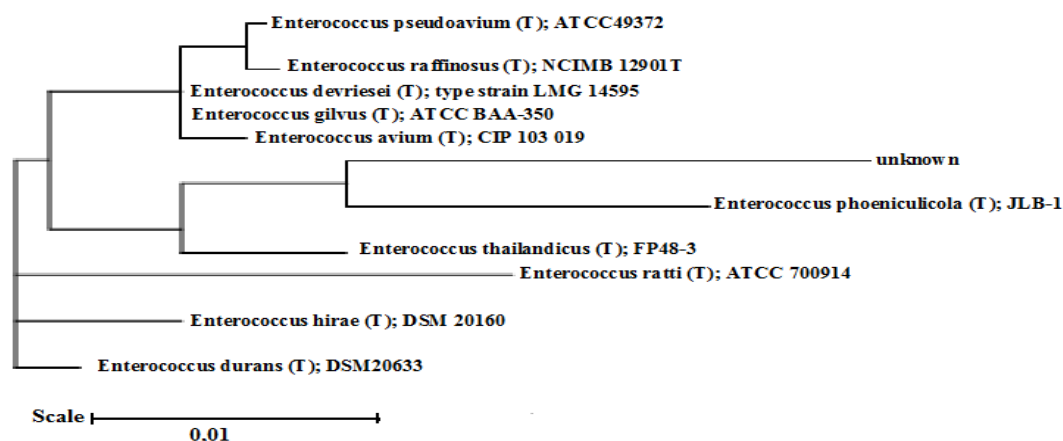 Enterococcus pseudoavium (T); ATCC49372
Enterococcus raffinosus (T); NCIMB 12901T
Enterococcus devriesei (T); type strain LMG 14595
Enterococcus gilvus (T); ATCC BAA-350
Enterococcus avium (T); CIP 103 019
unknown
Enterococcus phoeniculicola (T); JLB-1
Enterococcus thailandicus (T); FP48-3
Enterococcus ratti (T); ATCC 700914
Enterococcus hirae (T); DSM 20160
Enterococcus durans (T); DSM20633
Scale
0,01